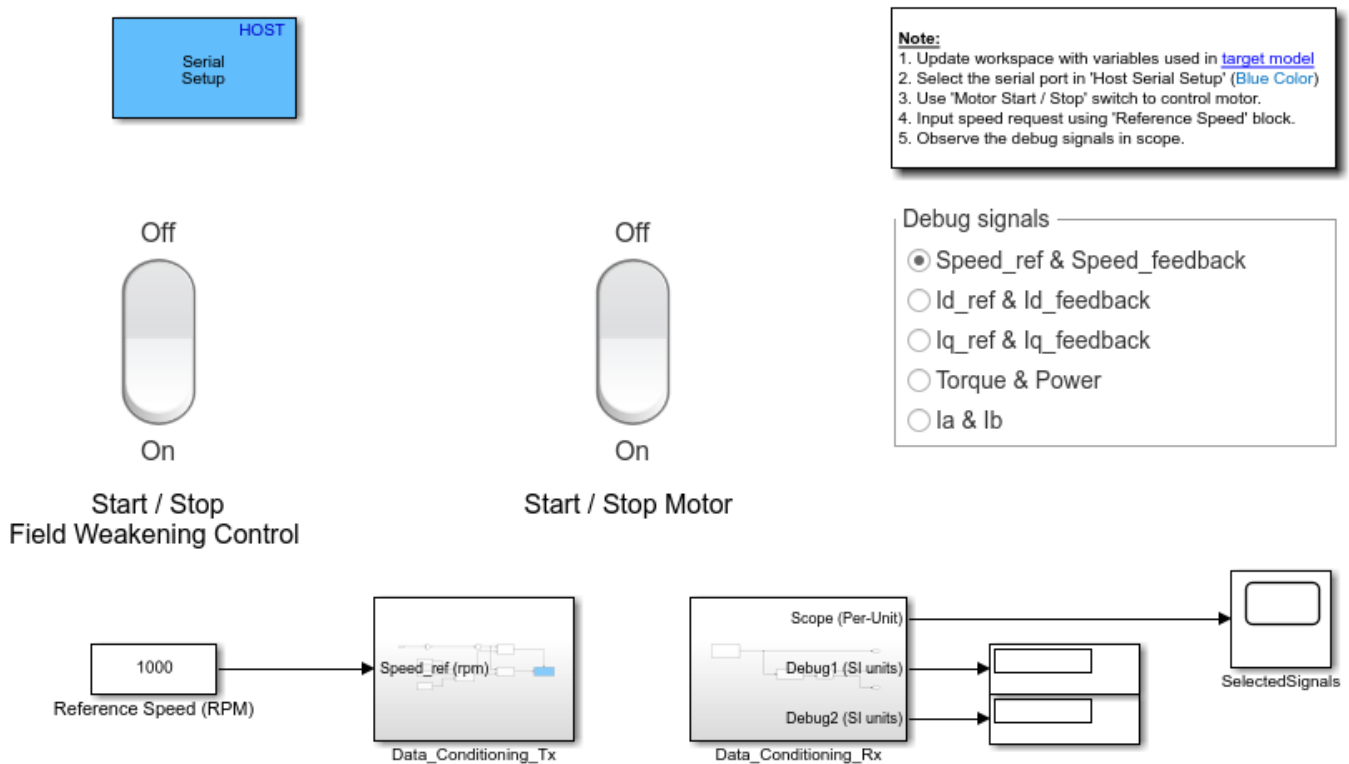 HOST
Serial
Setup
Note:
1. Update workspace with variables used in target model
2. Select the serial port in 'Host Serial Setup' (Blue Color)
3. Use 'Motor Start / Stop' switch to control motor.
4. Input speed request using 'Reference Speed' block.
5. Observe the debug signals in scope.
Off
On
Start / Stop
Field Weakening Control
Off
On
Start / Stop Motor
Debug signals
Speed_ref & Speed_feedback
Id_ref & Id_feedback
Iq_ref & Iq_feedback
Torque & Power
Ia & Ib
1000
Reference Speed (RPM)
Speed_ref (rpm)
Data_Conditioning_Tx
Scope (Per-Unit)
Debug1 (SI units)
Debug2 (SI units)
Data_Conditioning_Rx
SelectedSignals